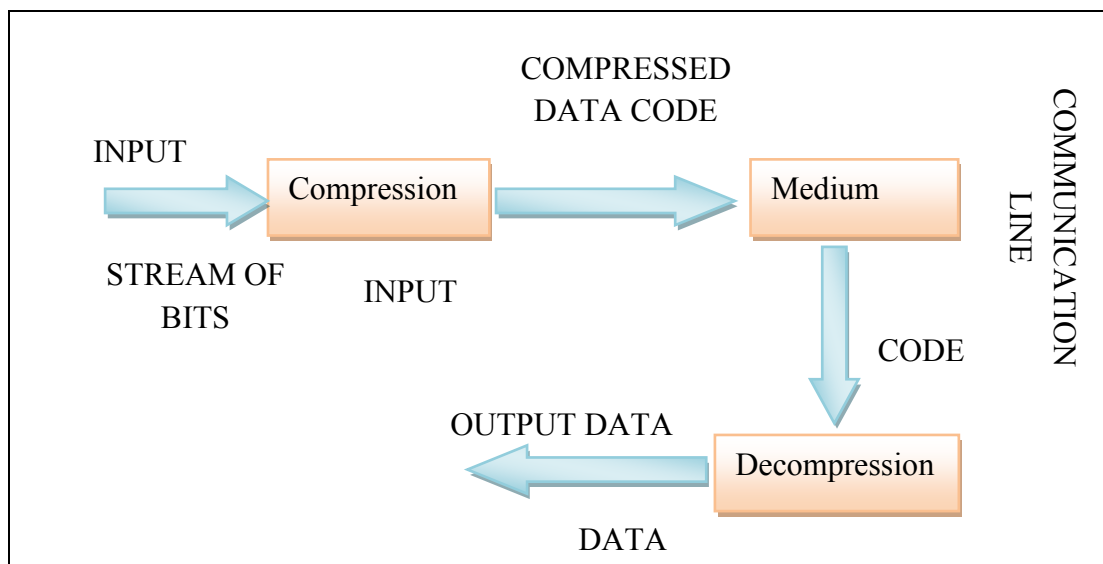 COMPRESSED
DATA CODE
INPUT
Compression
Medium
COMMUNICATION
LINE
STREAM OF
BITS
INPUT
CODE
OUTPUT DATA
Decompression
DATA